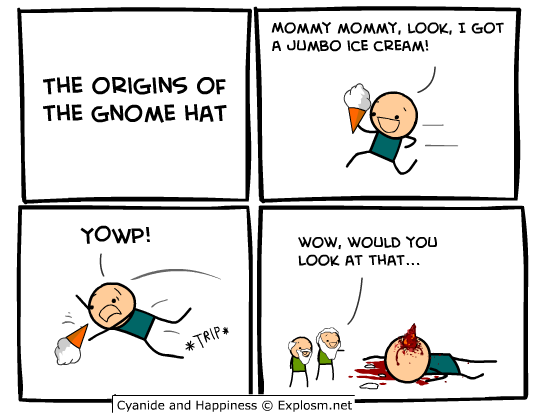 THE ORIGINS OF
THE GNOME HAT
MOMMY MOMMY, LOOK, I GOT
A JUMBO ICE CREAM!
YOWP!
*TRIP*
WOW, WOULD YOU
LOOK AT THAT...
Cyanide and Happiness © Explosm.net